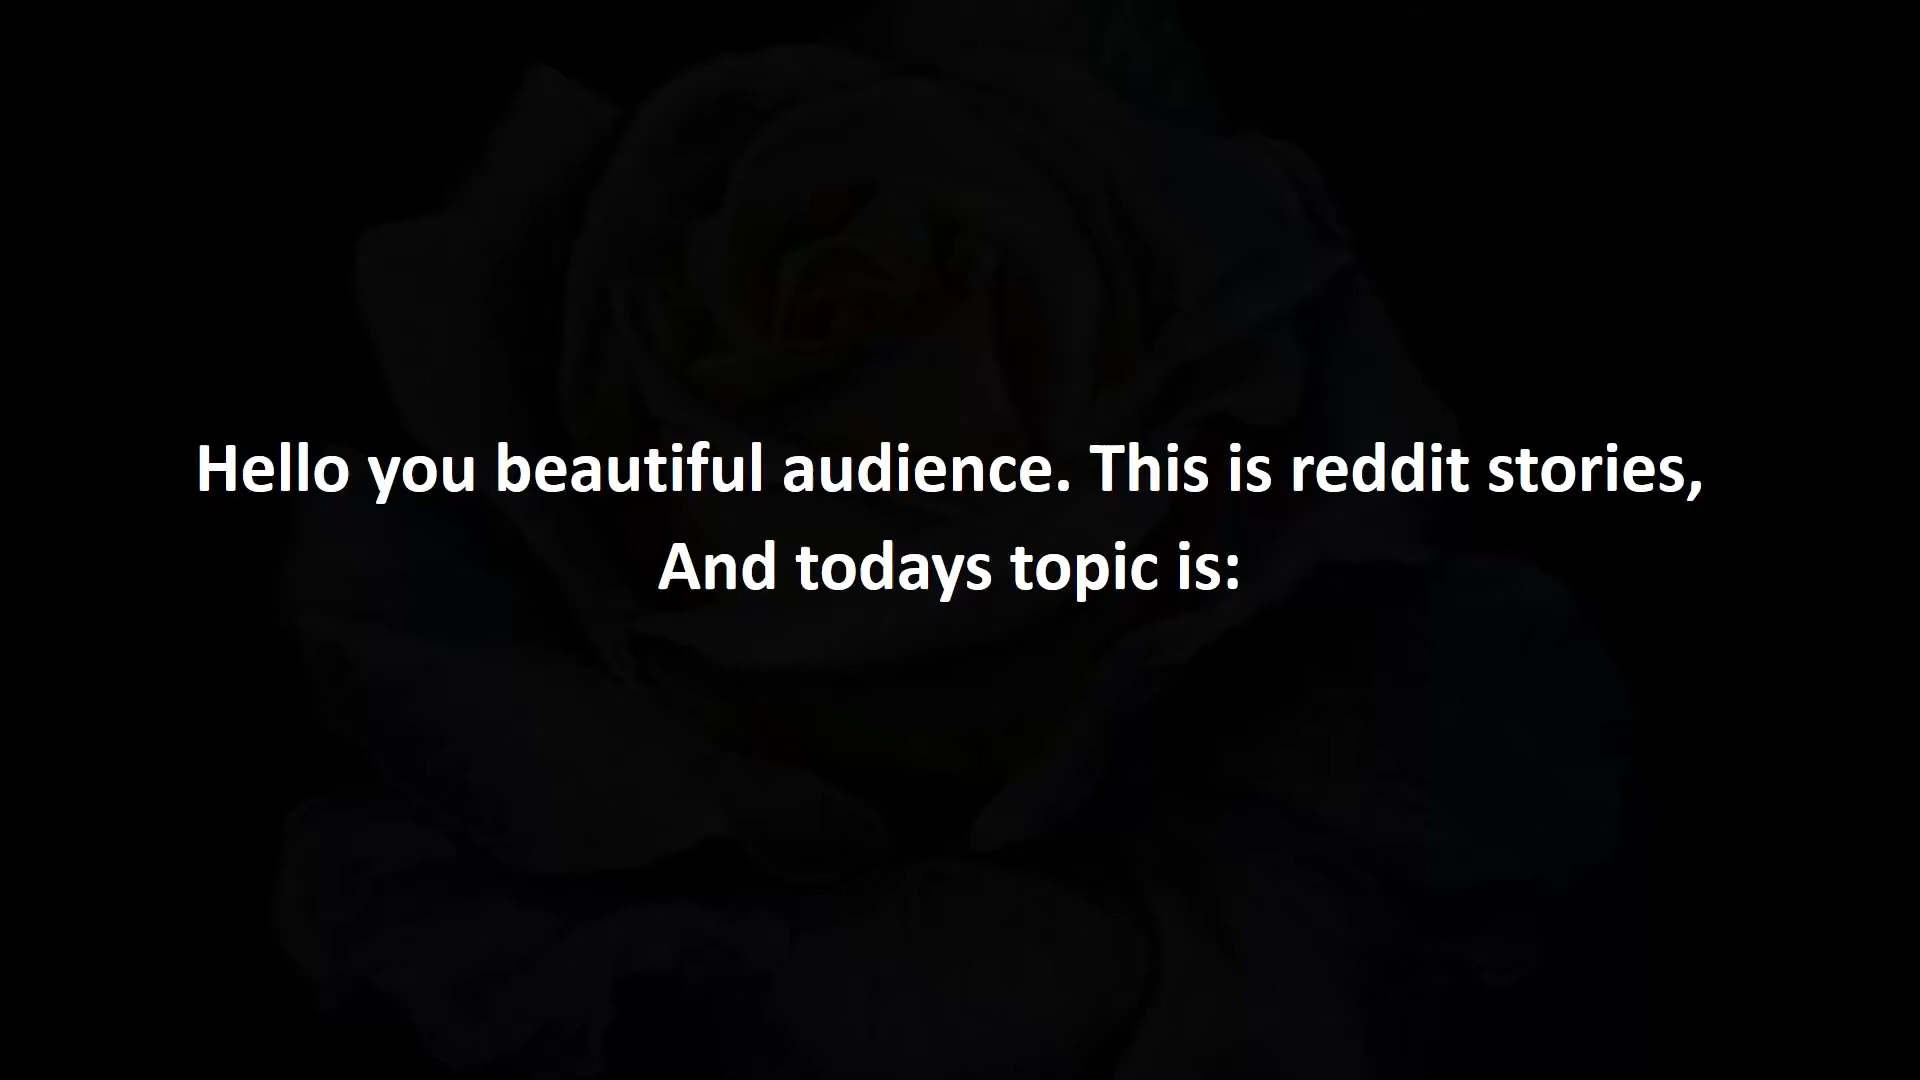 Hello you beautiful audience. This is reddit stories,
And todays topic is: